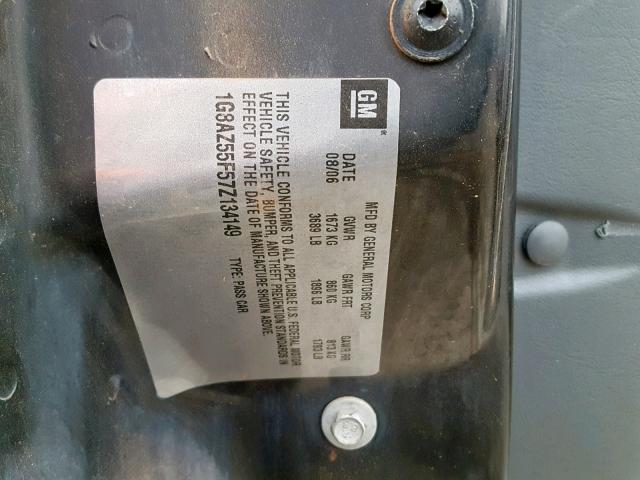 GM
MFD BY GENERAL MOTORS CORP
DATE GVWR GAWR FRT GAWR RR
08/06 1673 KG 860 KG 813 KG
3689 LB 1896 LB 1793 LB
THIS VEHICLE CONFORMS TO ALL APPLICABLE U.S. FEDERAL MOTOR
VEHICLE SAFETY, BUMPER, AND THEFT PREVENTION STANDARDS IN
EFFECT ON THE DATE OF MANUFACTURE SHOWN ABOVE.
1G8AZ55F57Z134149 TYPE: PASS CAR